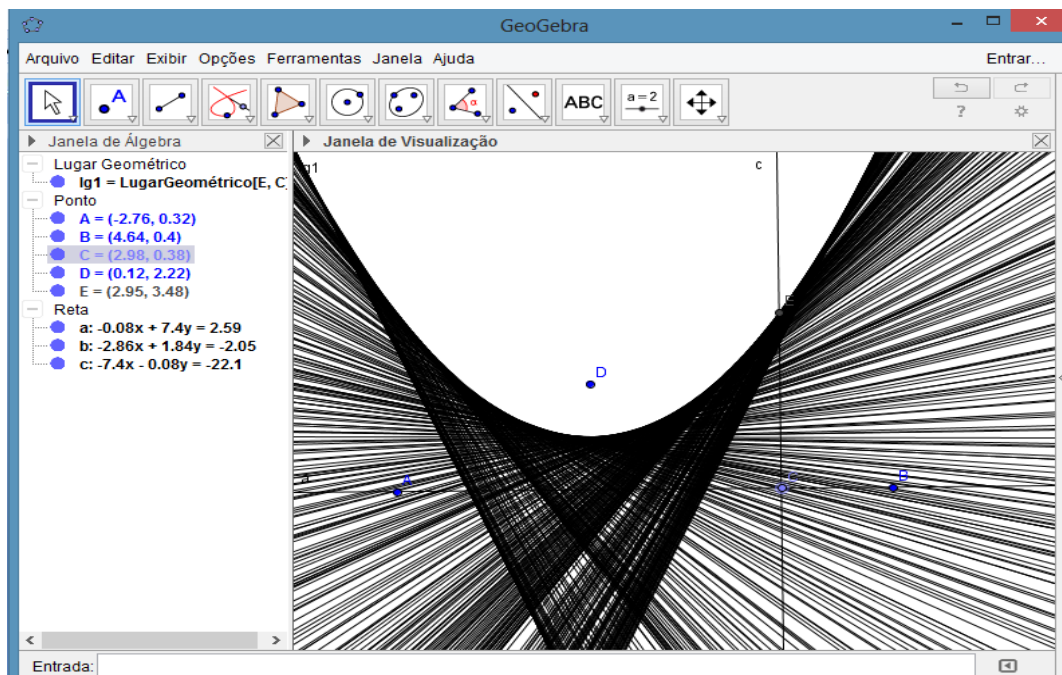 GeoGebra
Arquivo Editar Exibir Opções Ferramentas Janela Ajuda
Entrar...
A
α
ABC
a=2
?
Janela de Álgebra
Janela de Visualização
Lugar Geométrico
lg1 = LugarGeométrico[E, C]
Ponto
A = (-2.76, 0.32)
B = (4.64, 0.4)
C = (2.98, 0.38)
D = (0.12, 2.22)
E = (2.95, 3.48)
Reta
a: -0.08x + 7.4y = 2.59
b: -2.86x + 1.84y = -2.05
c: -7.4x - 0.08y = -22.1
lg1
c
E
D
a
A
C
B
Entrada: